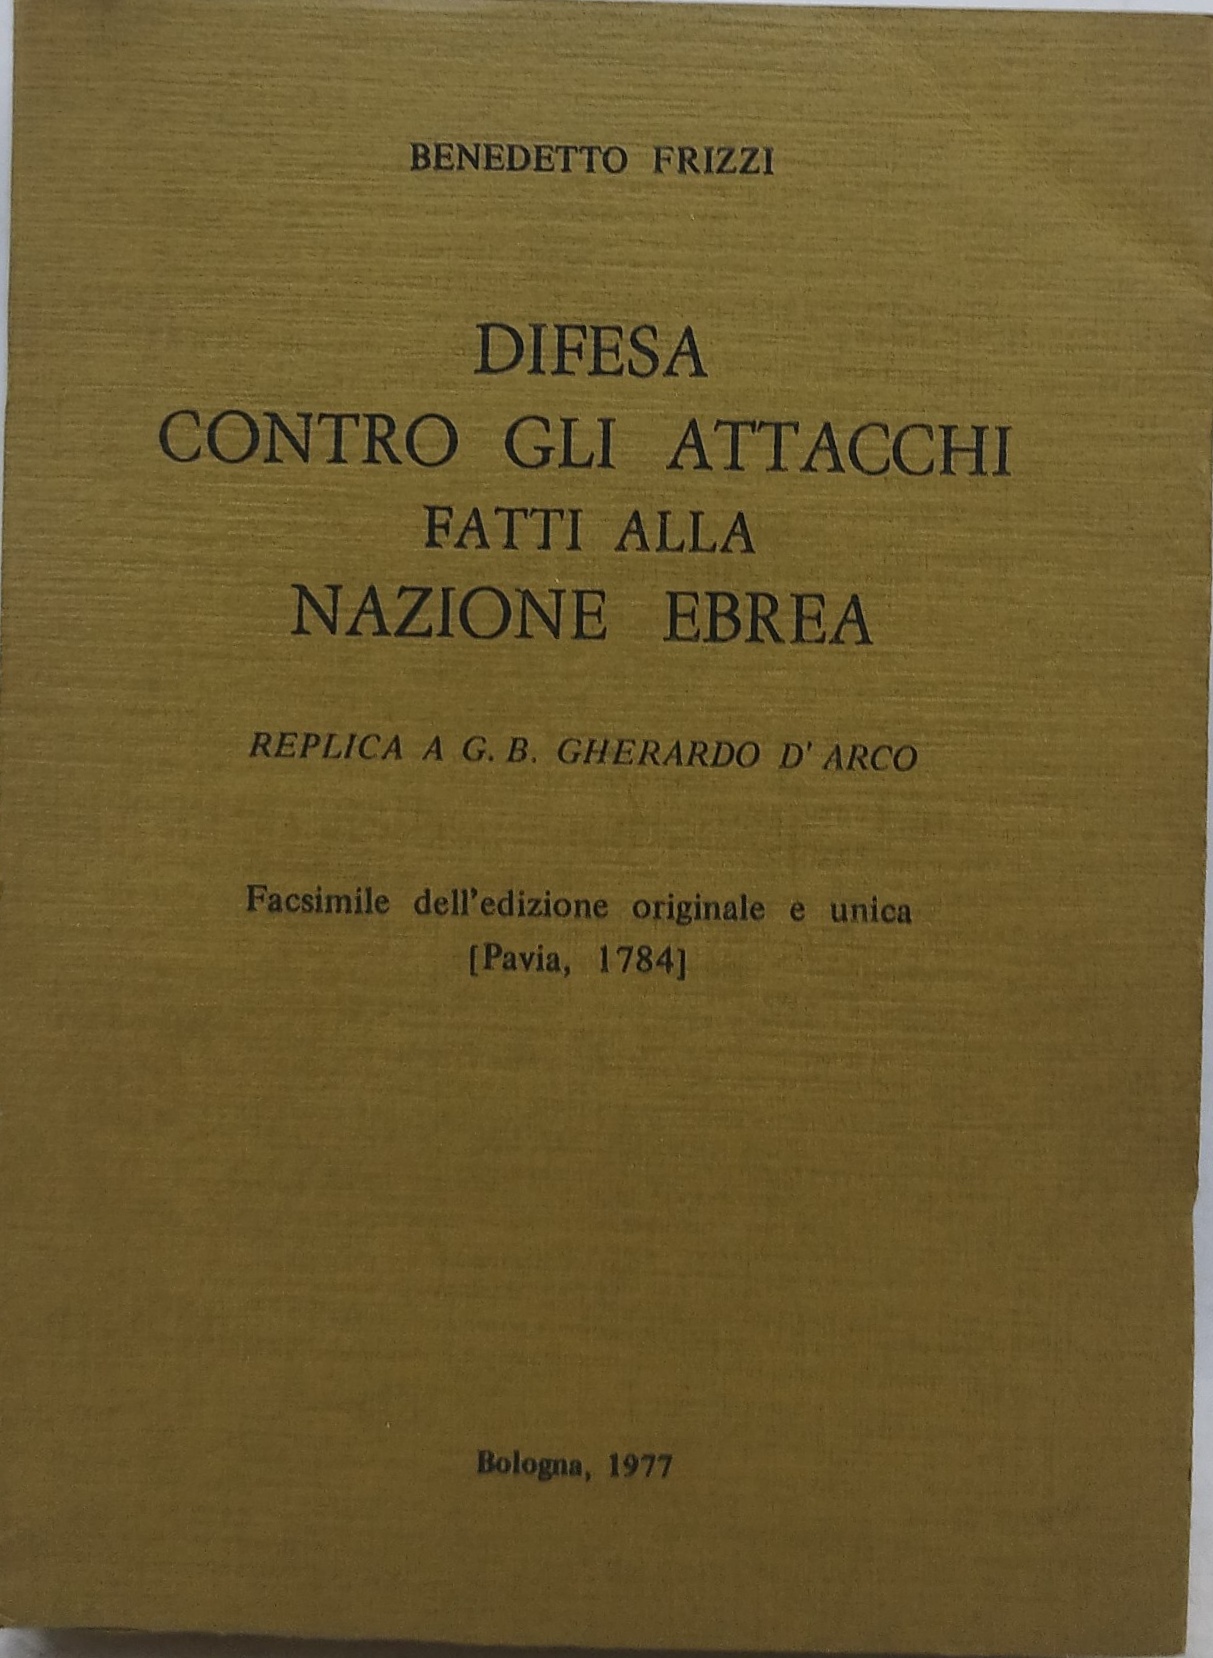 BENEDETTO FRIZZI
DIFESA
CONTRO GLI ATTACCHI
FATTI ALLA
NAZIONE EBREA
REPLICA A G. B. GHERARDO D' ARCO
Facsimile dell'edizione originale e unica
[Pavia, 1784]
Bologna, 1977